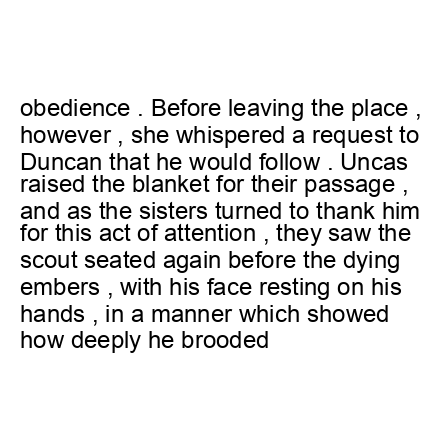 obedience . Before leaving the place ,
however , she whispered a request to
Duncan that he would follow . Uncas
raised the blanket for their passage ,
and as the sisters turned to thank him
for this act of attention , they saw the
scout seated again before the dying
embers , with his face resting on his
hands , in a manner which showed
how deeply he brooded